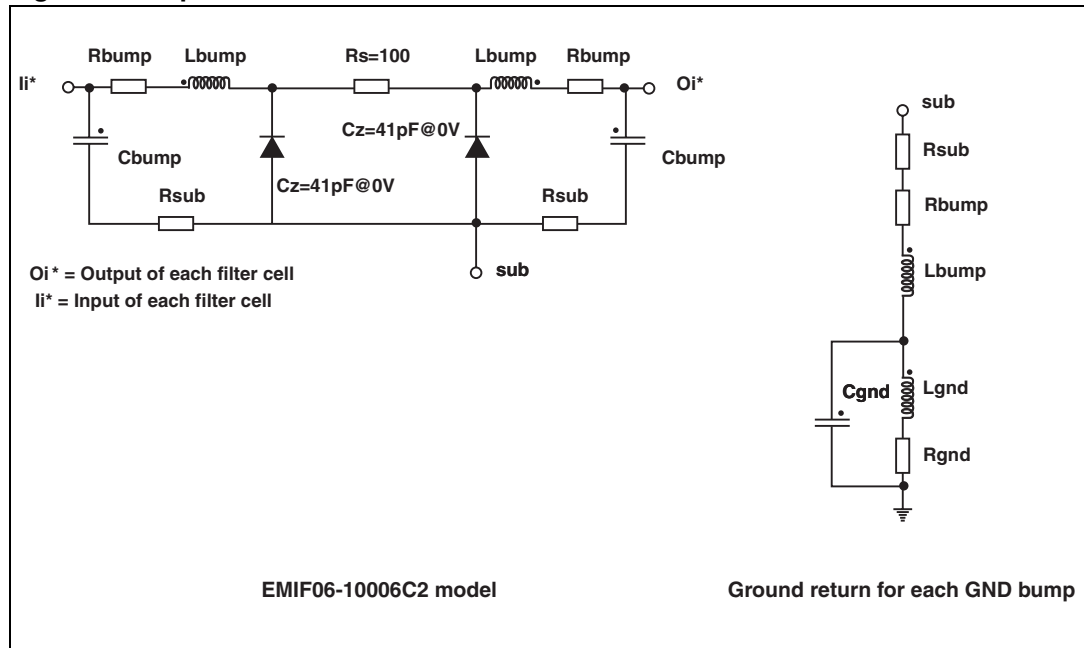 Rbump Lbump Rs=100 Lbump Rbump
Ii* Oi*
Cz=41pF@0V
Cbump Cbump
Cz=41pF@0V
Rsub Rsub
sub
Oi* = Output of each filter cell
Ii* = Input of each filter cell
sub
Rsub
Rbump
Lbump
Cgnd Lgnd
Rgnd
EMIF06-10006C2 model
Ground return for each GND bump